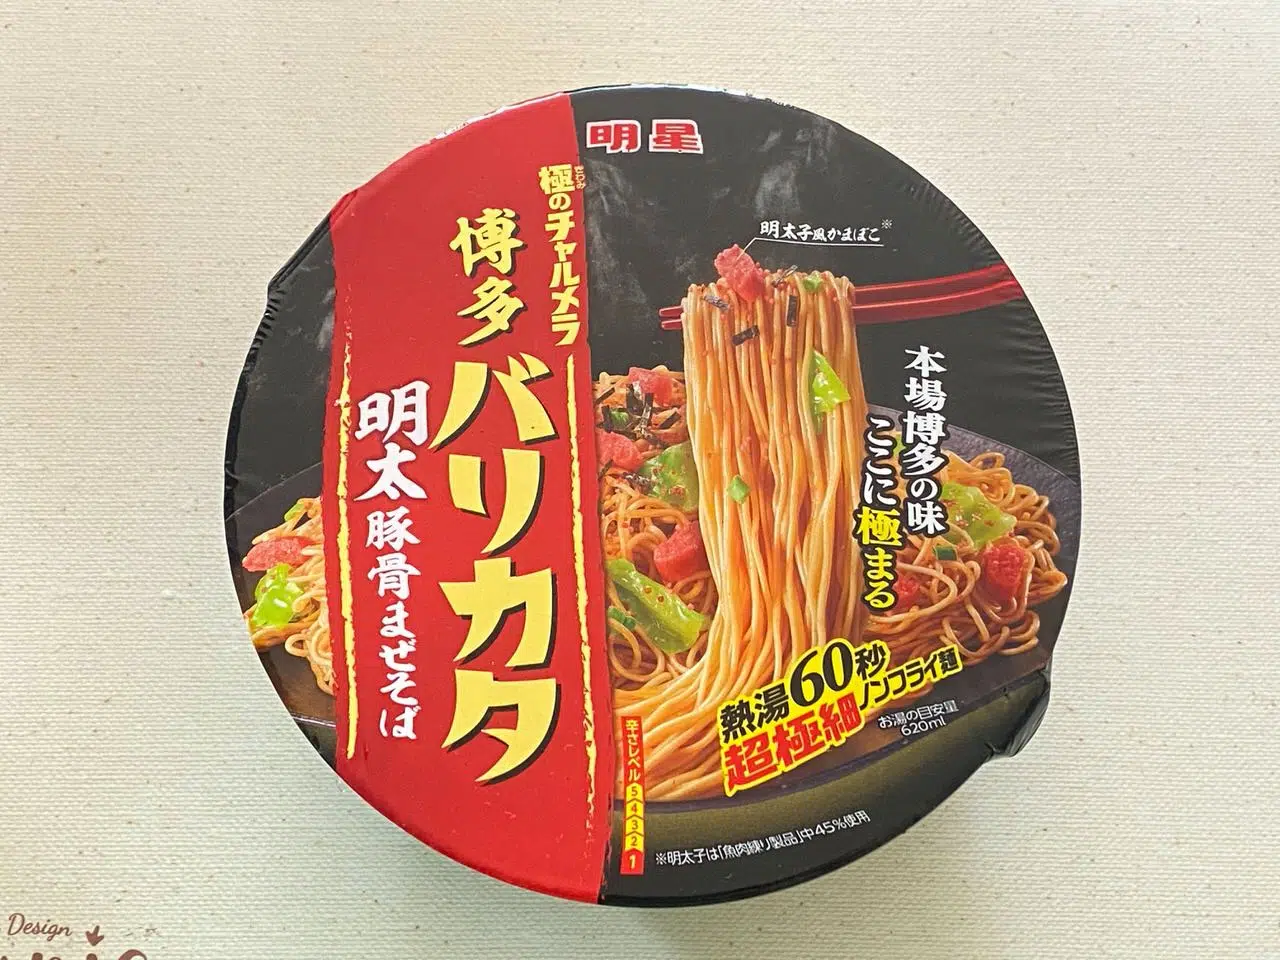 明星
極のチャルメラ
きわみ
博多
バリカタ
明太豚骨まぜそば
明太子風かまぼこ※
本場博多の味
ここに極まる
熱湯60秒
ノンフライ麺
超極細
お湯の目安量
620ml
辛さレベル 5 4 3 2 1
※明太子は「魚肉練り製品」中45%使用
Design